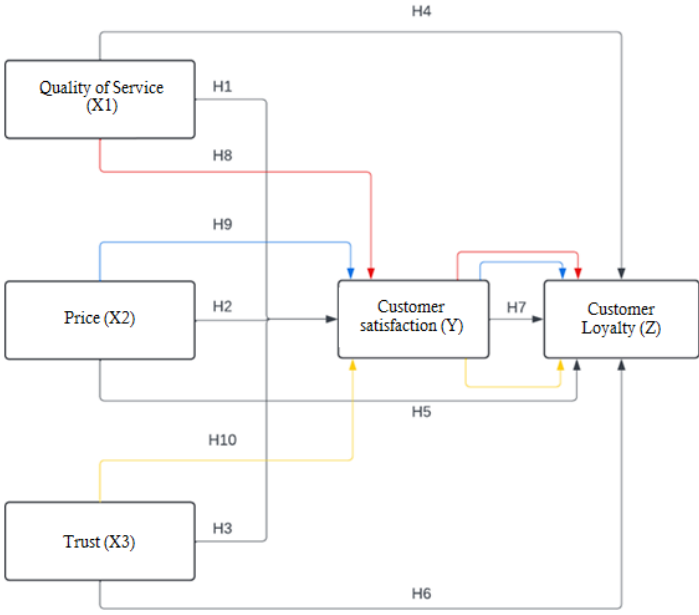 H4
Quality of Service
(X1)
H1
H8
H9
Price (X2)
H2
Customer
satisfaction (Y)
H7
Customer
Loyalty (Z)
H5
H10
Trust (X3)
H3
H6